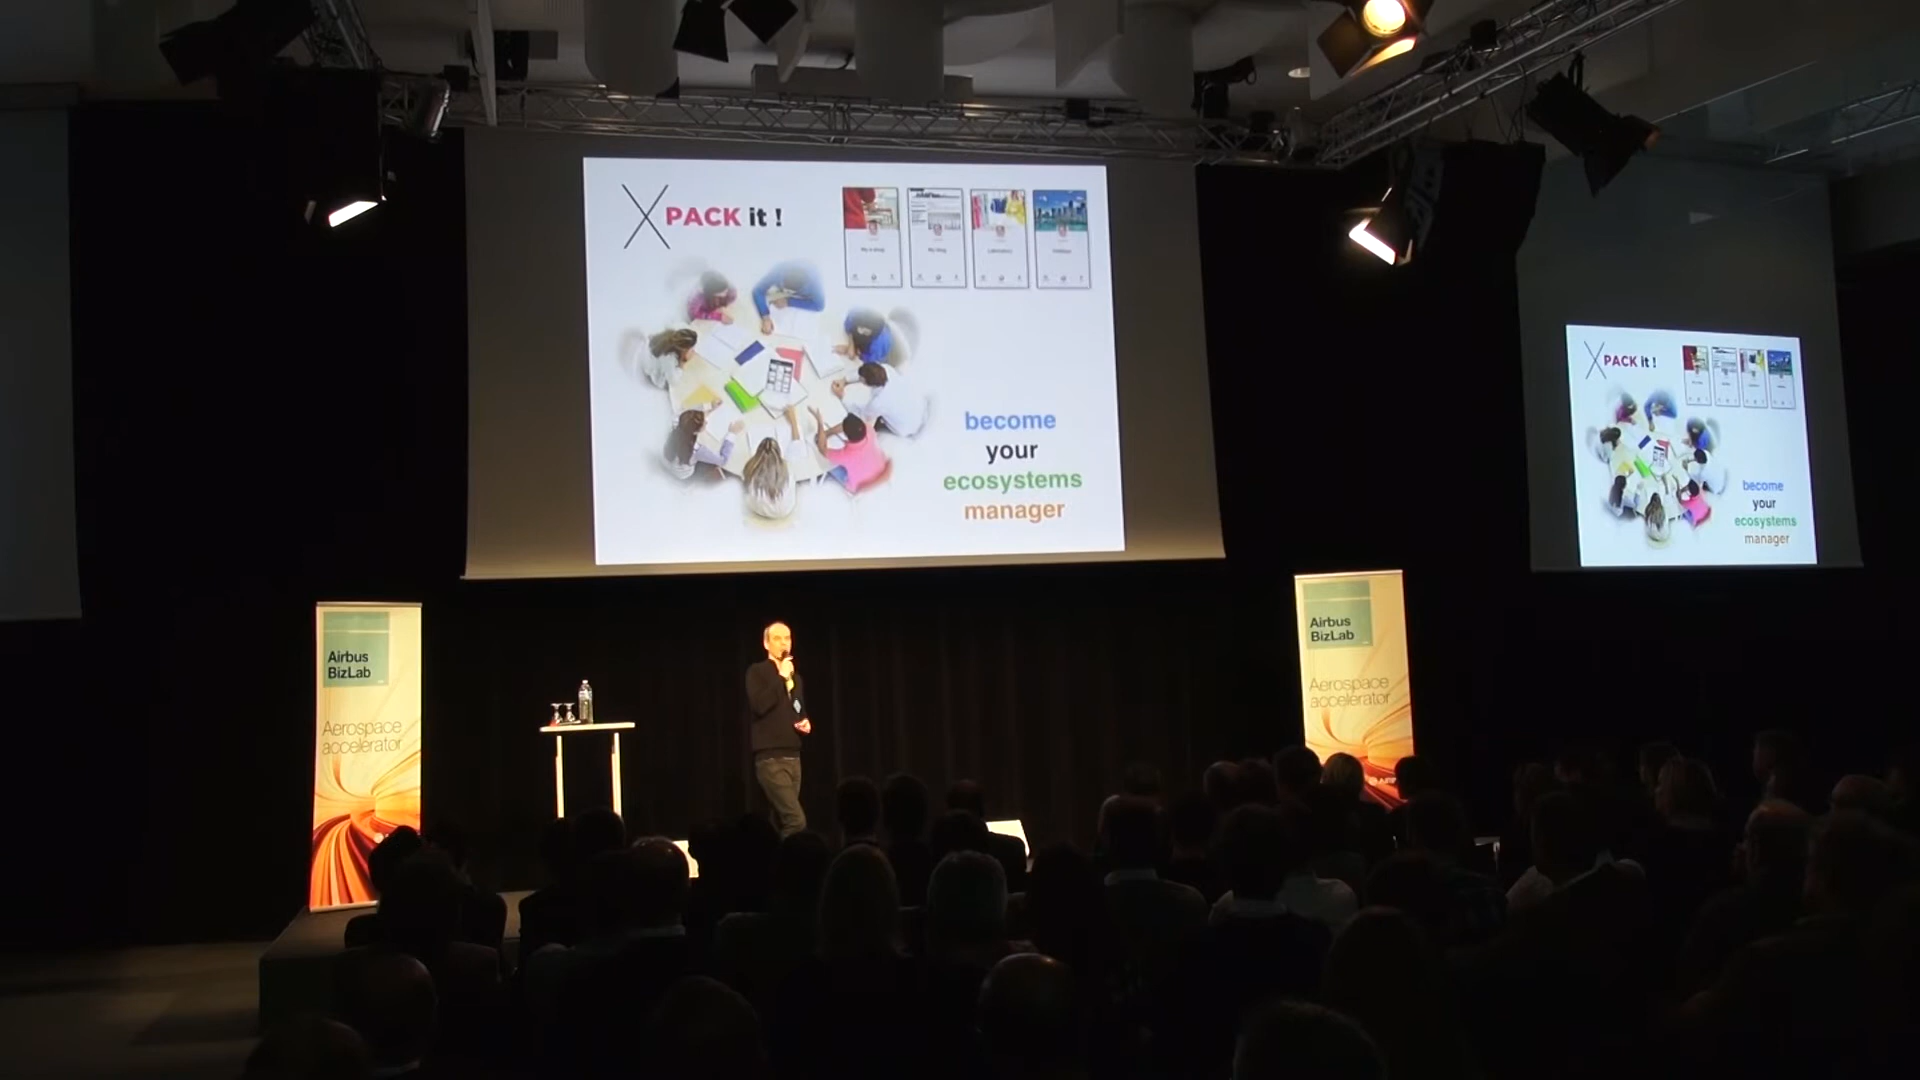 X PACK it !
become
your
ecosystems
manager
X PACK it !
become
your
ecosystems
manager
Airbus
BizLab
Aerospace
accelerator
Airbus
BizLab
Aerospace
accelerator